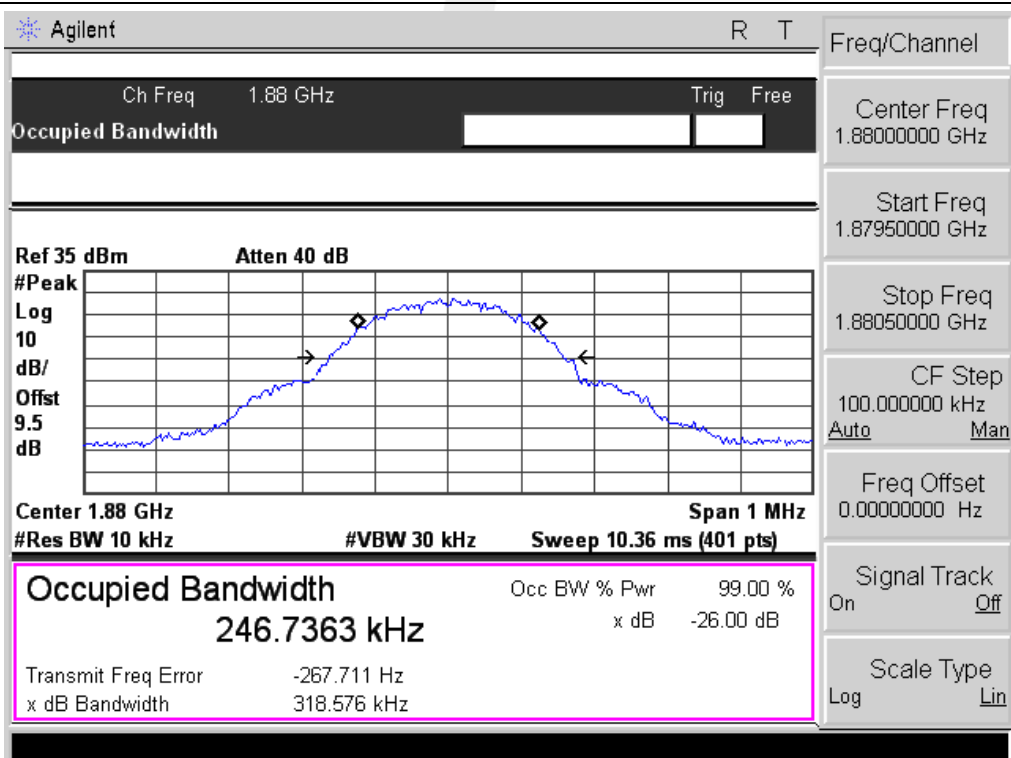 Agilent R T
Freq/Channel
Ch Freq 1.88 GHz Trig Free
Occupied Bandwidth
Center Freq
1.88000000 GHz
Start Freq
1.87950000 GHz
Stop Freq
1.88050000 GHz
CF Step
100.000000 kHz
Auto Man
Freq Offset
0.00000000 Hz
Signal Track
On Off
Scale Type
Log Lin
Ref 35 dBm Atten 40 dB
#Peak
Log
10
dB/
Offst
9.5
dB
Center 1.88 GHz Span 1 MHz
#Res BW 10 kHz #VBW 30 kHz Sweep 10.36 ms (401 pts)
Occupied Bandwidth Occ BW % Pwr 99.00 %
246.7363 kHz x dB -26.00 dB
Transmit Freq Error -267.711 Hz
x dB Bandwidth 318.576 kHz